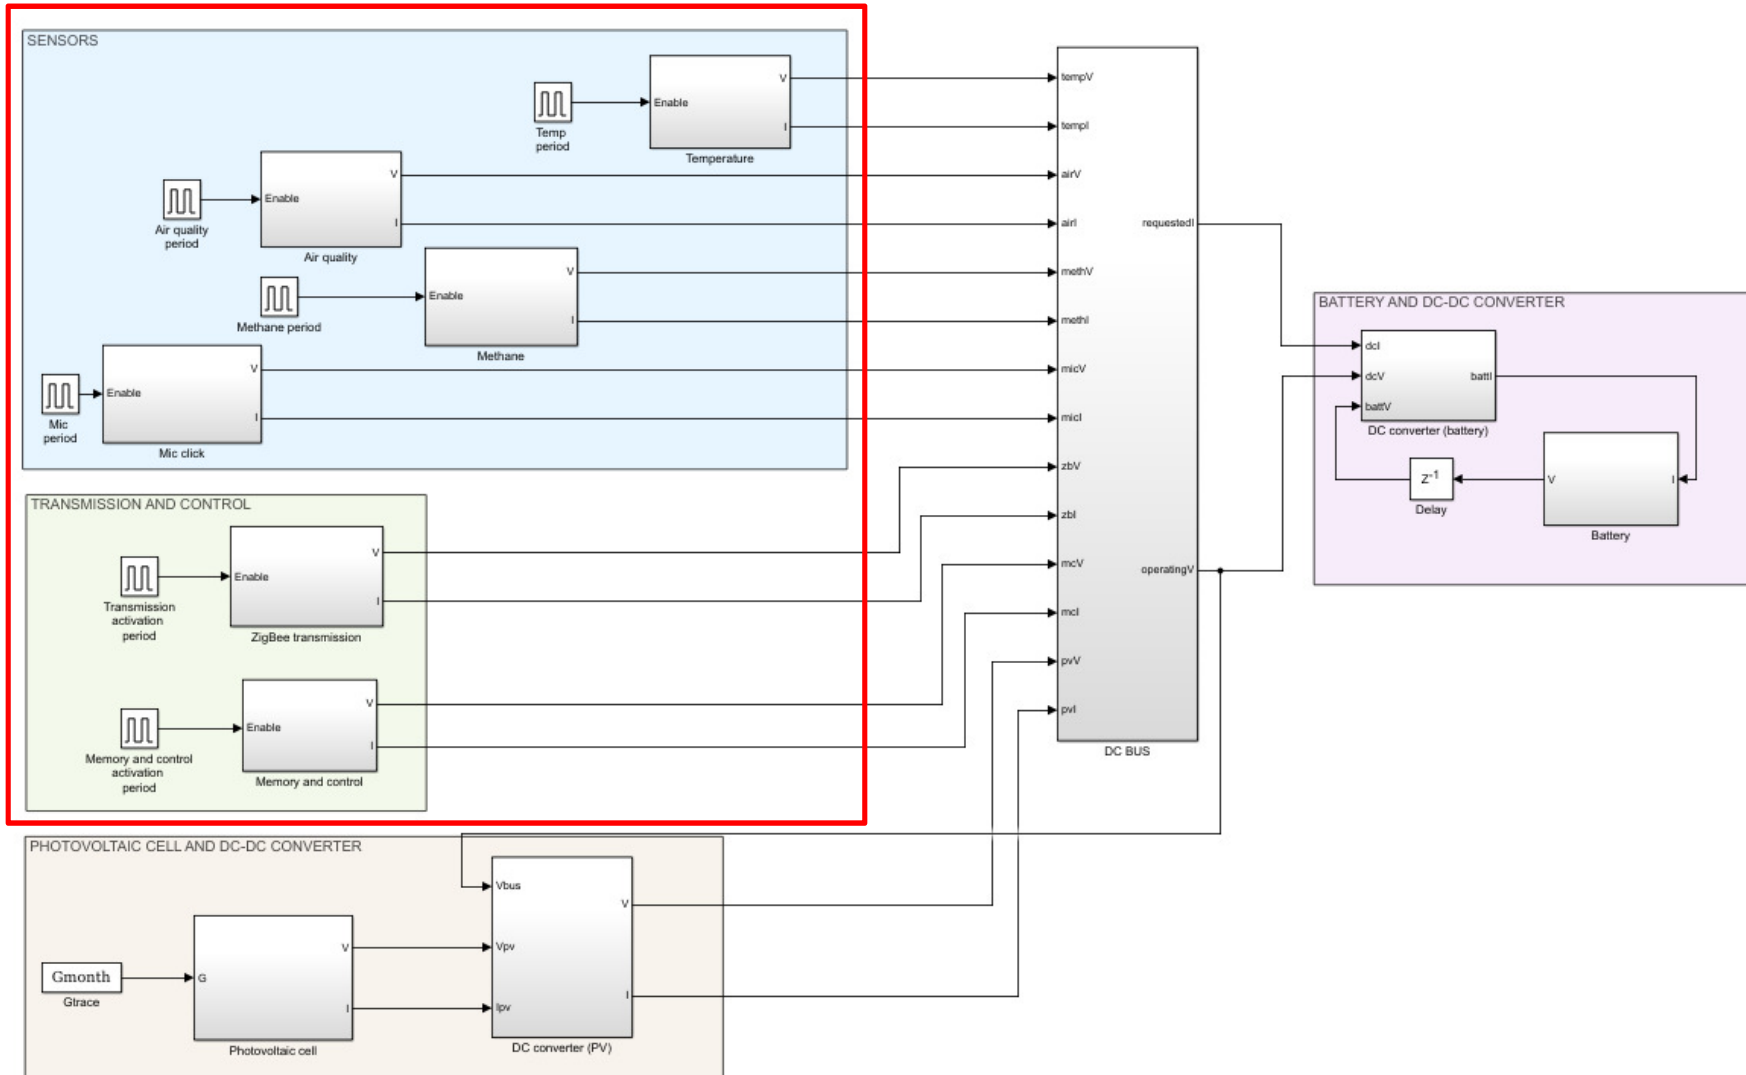 SENSORS
Temp
period
Enable
V
I
Temperature
Air quality
period
Enable
V
I
Air quality
Methane period
Enable
V
I
Methane
Mic
period
Enable
V
I
Mic click
TRANSMISSION AND CONTROL
Transmission
activation
period
Enable
V
I
ZigBee transmission
Memory and control
activation
period
Enable
V
I
Memory and control
PHOTOVOLTAIC CELL AND DC-DC CONVERTER
Gmonth
Gtrace
G
V
I
Photovoltaic cell
Vbus
Vpv
Ipv
V
I
DC converter (PV)
tempV
tempI
airV
airI
methV
methI
micV
micI
zbV
zbI
mcV
mcI
pvV
pvI
requestedI
operatingV
DC BUS
BATTERY AND DC-DC CONVERTER
dcI
dcV
battV
battI
DC converter (battery)
Z-1
Delay
V
I
Battery